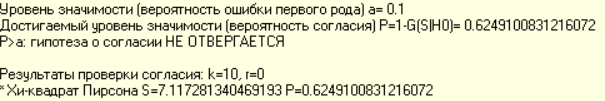 Уровень значимости (вероятность ошибки первого рода) a= 0.1
Достигаемый уровень значимости (вероятность согласия) P=1-G(S|H0)= 0.6249100831216072
P>a: гипотеза о согласии НЕ ОТВЕРГАЕТСЯ
Результаты проверки согласия: k=10, r=0
* Хи-квадрат Пирсона S=7.117281340469193 P=0.6249100831216072